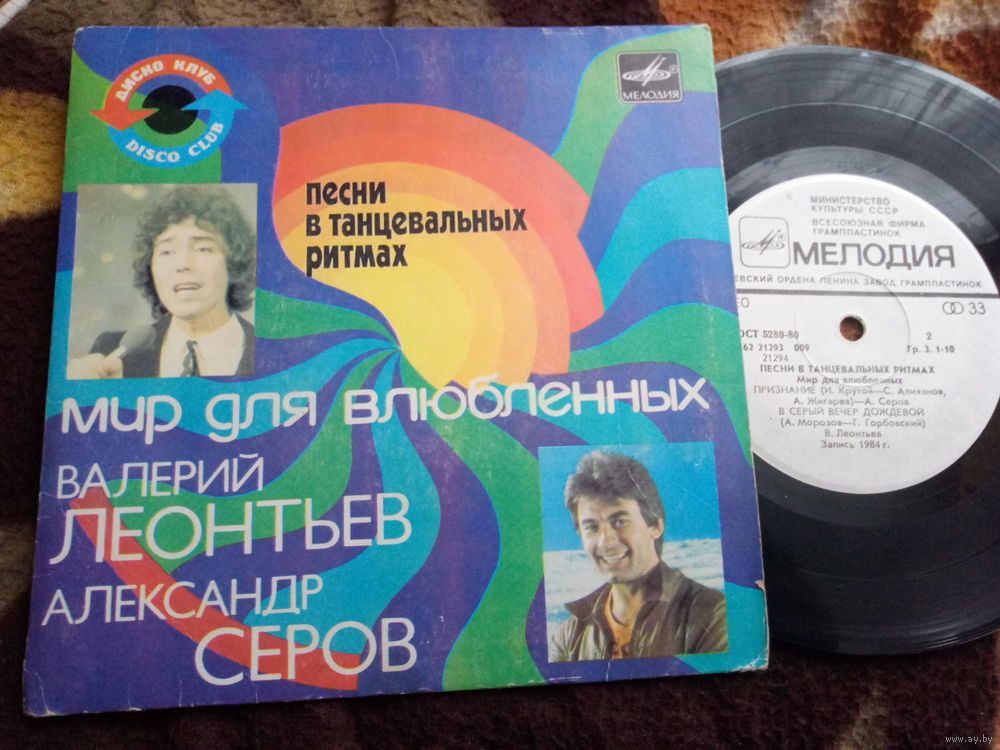 ДИСКО КЛУБ
DISCO CLUB
МЕЛОДИЯ
песни
в танцевальных
ритмах
мир для влюбленных
ВАЛЕРИЙ
ЛЕОНТЬЕВ
АЛЕКСАНДР
СЕРОВ
МИНИСТЕРСТВО
КУЛЬТУРЫ СССР
ВСЕСОЮЗНАЯ ФИРМА
ГРАМПЛАСТИНОК
МЕЛОДИЯ
ОРДЕНА ЛЕНИНА ЗАВОД ГРАМПЛАСТИНОК
33
5289-80 2
62 21293 009 Гр. 3. 1-10
21294
ПЕСНИ В ТАНЦЕВАЛЬНЫХ РИТМАХ
Мир для влюбленных
ПРИЗНАНИЕ (И. Крутой—С. Алиханов,
А. Жигарев)—А. Серов
В СЕРЫЙ ВЕЧЕР ДОЖДЕВОЙ
(А. Морозов—Г. Горбовский)
В. Леонтьев
Запись 1984 г.
www.ay.by